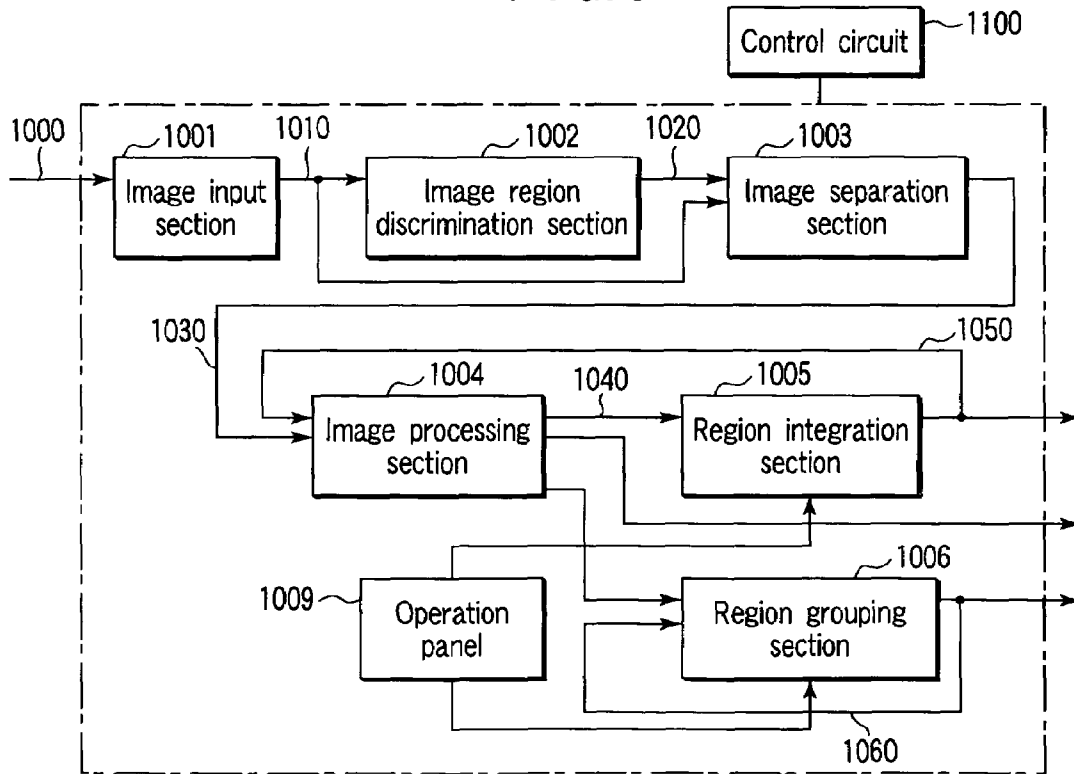 Control circuit
1100
1000
1001
1010
1002
1020
1003
Image input
section
Image region
discrimination section
Image separation
section
1030
1050
1004
1040
1005
Image processing
section
Region integration
section
1009
1006
Operation
panel
Region grouping
section
1060